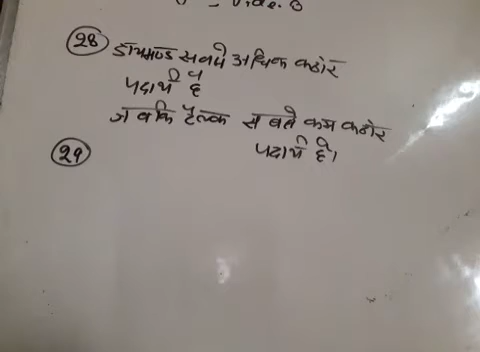 28 डायमण्ड सबसे अधिक कठोर
पदार्थ है
जबकि टैल्क सबसे कम कठोर
पदार्थ है।
29